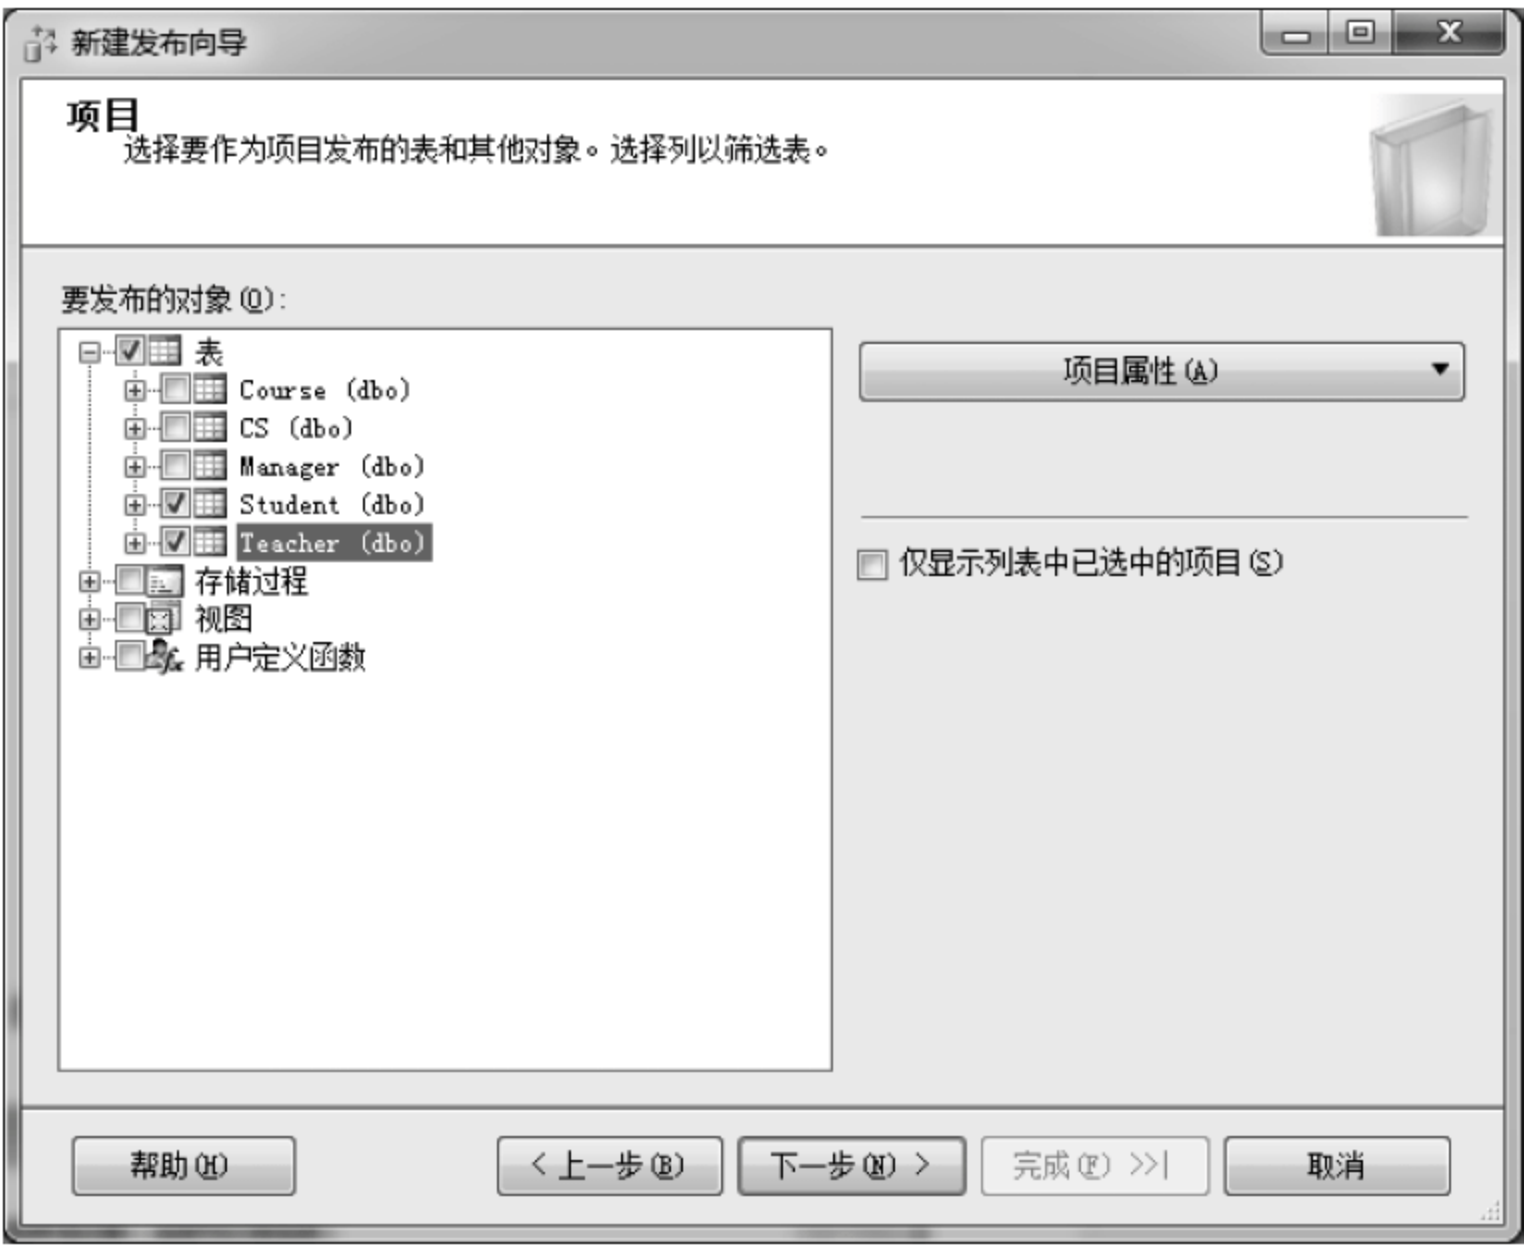 新建发布向导
项目
选择要作为项目发布的表和其他对象。选择列以筛选表。
要发布的对象(O):
表
Course (dbo)
CS (dbo)
Manager (dbo)
Student (dbo)
Teacher (dbo)
存储过程
视图
用户定义函数
项目属性(A)
仅显示列表中已选中的项目(S)
帮助(H)
< 上一步(B)
下一步(N) >
完成(F) >>|
取消